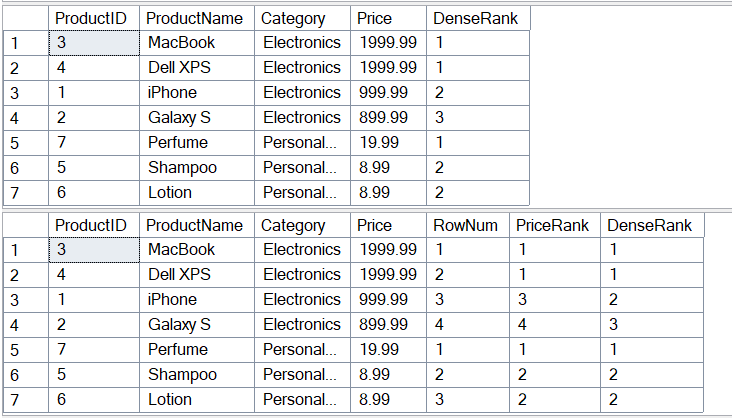 ProductID ProductName Category Price DenseRank
1 3 MacBook Electronics 1999.99 1
2 4 Dell XPS Electronics 1999.99 1
3 1 iPhone Electronics 999.99 2
4 2 Galaxy S Electronics 899.99 3
5 7 Perfume Personal... 19.99 1
6 5 Shampoo Personal... 8.99 2
7 6 Lotion Personal... 8.99 2
ProductID ProductName Category Price RowNum PriceRank DenseRank
1 3 MacBook Electronics 1999.99 1 1 1
2 4 Dell XPS Electronics 1999.99 2 1 1
3 1 iPhone Electronics 999.99 3 3 2
4 2 Galaxy S Electronics 899.99 4 4 3
5 7 Perfume Personal... 19.99 1 1 1
6 5 Shampoo Personal... 8.99 2 2 2
7 6 Lotion Personal... 8.99 3 2 2